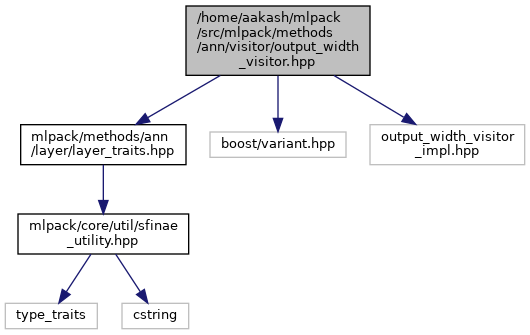 /home/aakash/mlpack
/src/mlpack/methods
/ann/visitor/output_width
_visitor.hpp
mlpack/methods/ann
/layer/layer_traits.hpp
boost/variant.hpp
output_width_visitor
_impl.hpp
mlpack/core/util/sfinae
_utility.hpp
type_traits
cstring